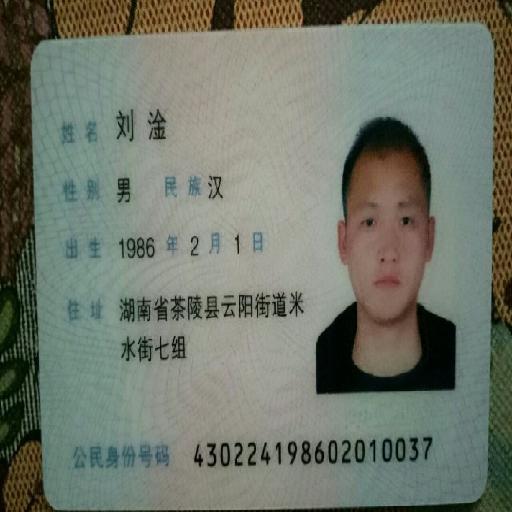 姓名 刘淦
性别 男 民族 汉
出生 1986 年 2 月 1 日
住址 湖南省茶陵县云阳街道米
水街七组
公民身份号码 430224198602010037